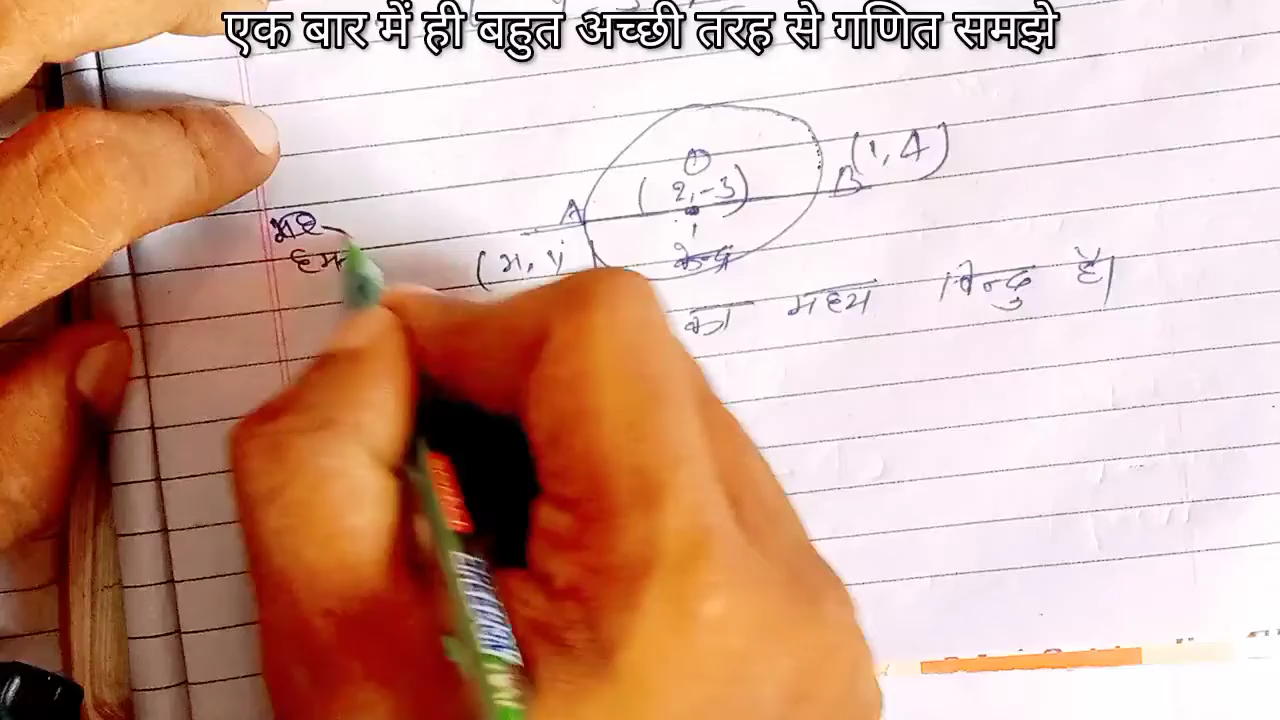 एक बार में ही बहुत अच्छी तरह से गणित समझे
O
(1, 4)
(2,-3)
A
B
केन्द्र
का मध्य बिन्दु है।